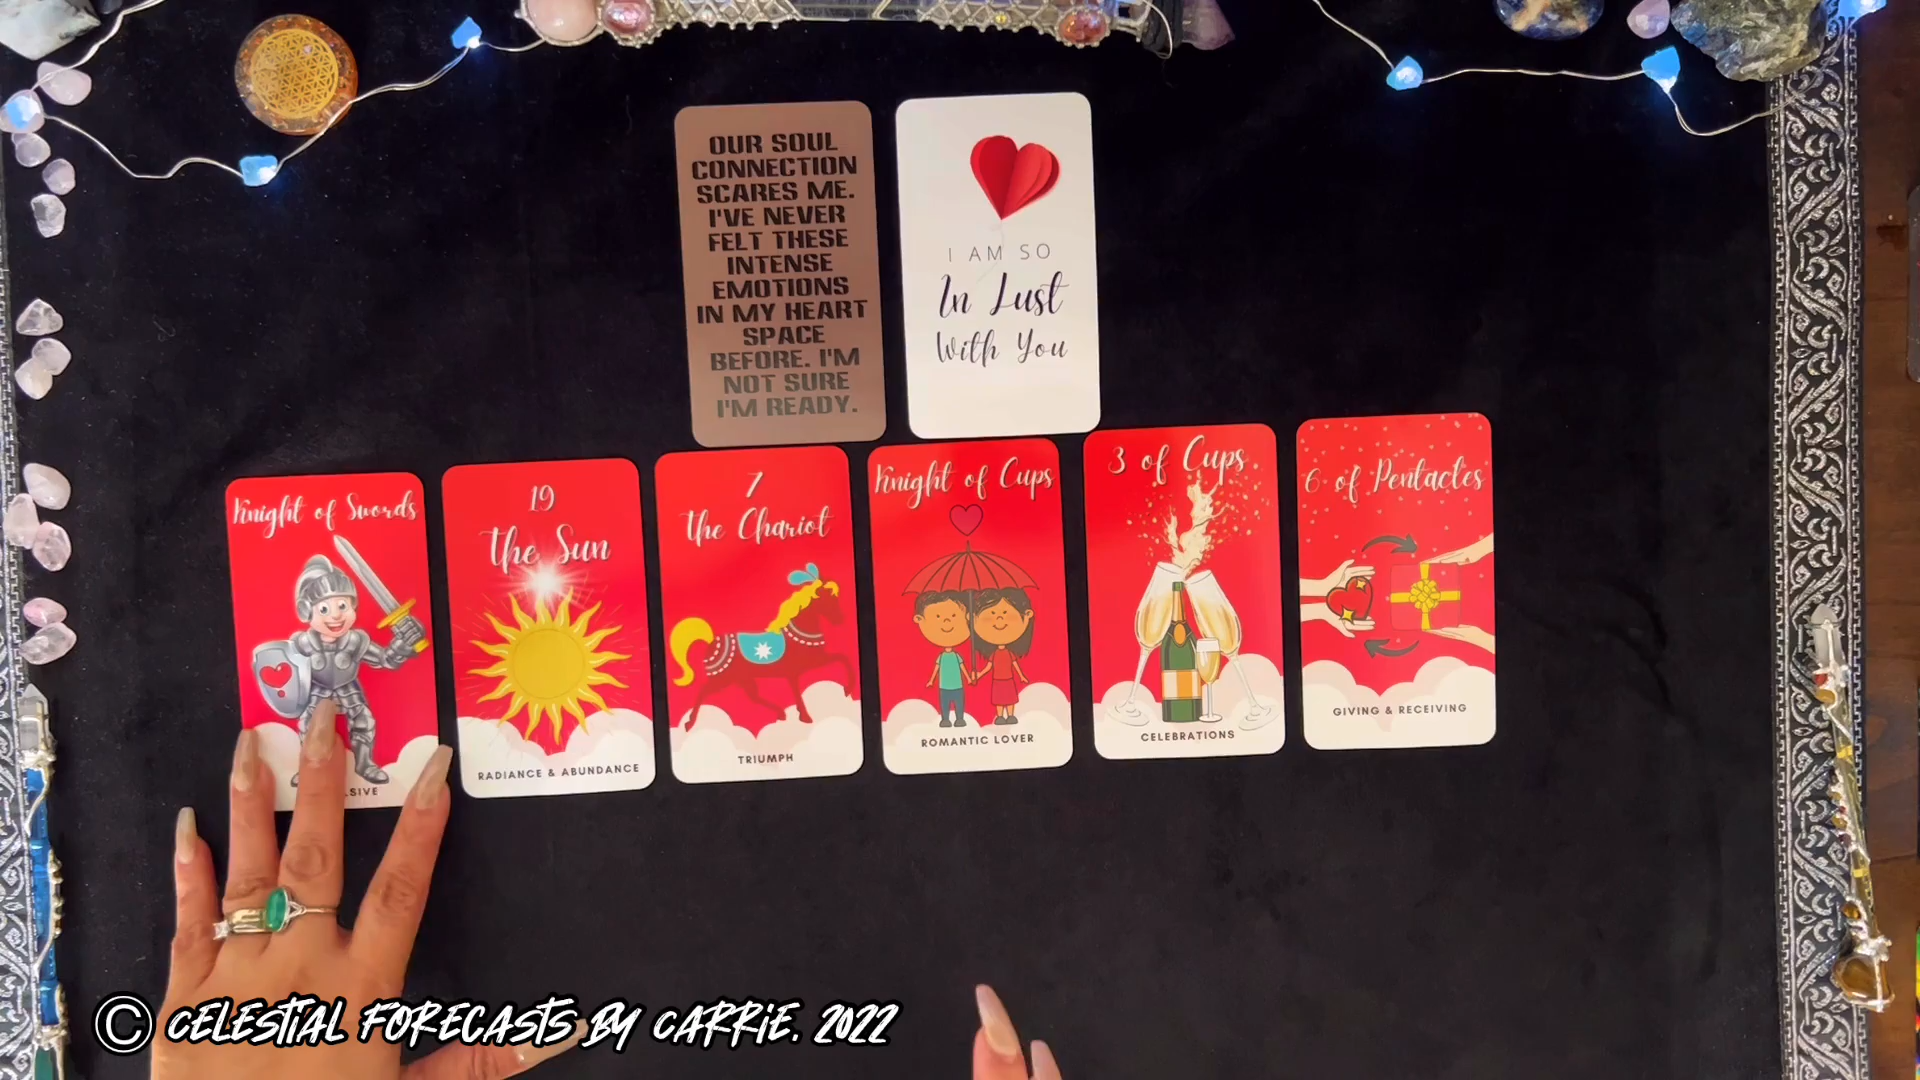 OUR SOUL
CONNECTION
SCARES ME.
I'VE NEVER
FELT THESE
INTENSE
EMOTIONS
IN MY HEART
SPACE
BEFORE. I'M
NOT SURE
I'M READY.
I AM SO
In Lust
With You
Knight of Swords
LSIVE
19
the Sun
RADIANCE & ABUNDANCE
7
the Chariot
TRIUMPH
Knight of Cups
ROMANTIC LOVER
3 of Cups
CELEBRATIONS
6 of Pentacles
GIVING & RECEIVING
© CELESTIAL FORECASTS BY CARRIE. 2022